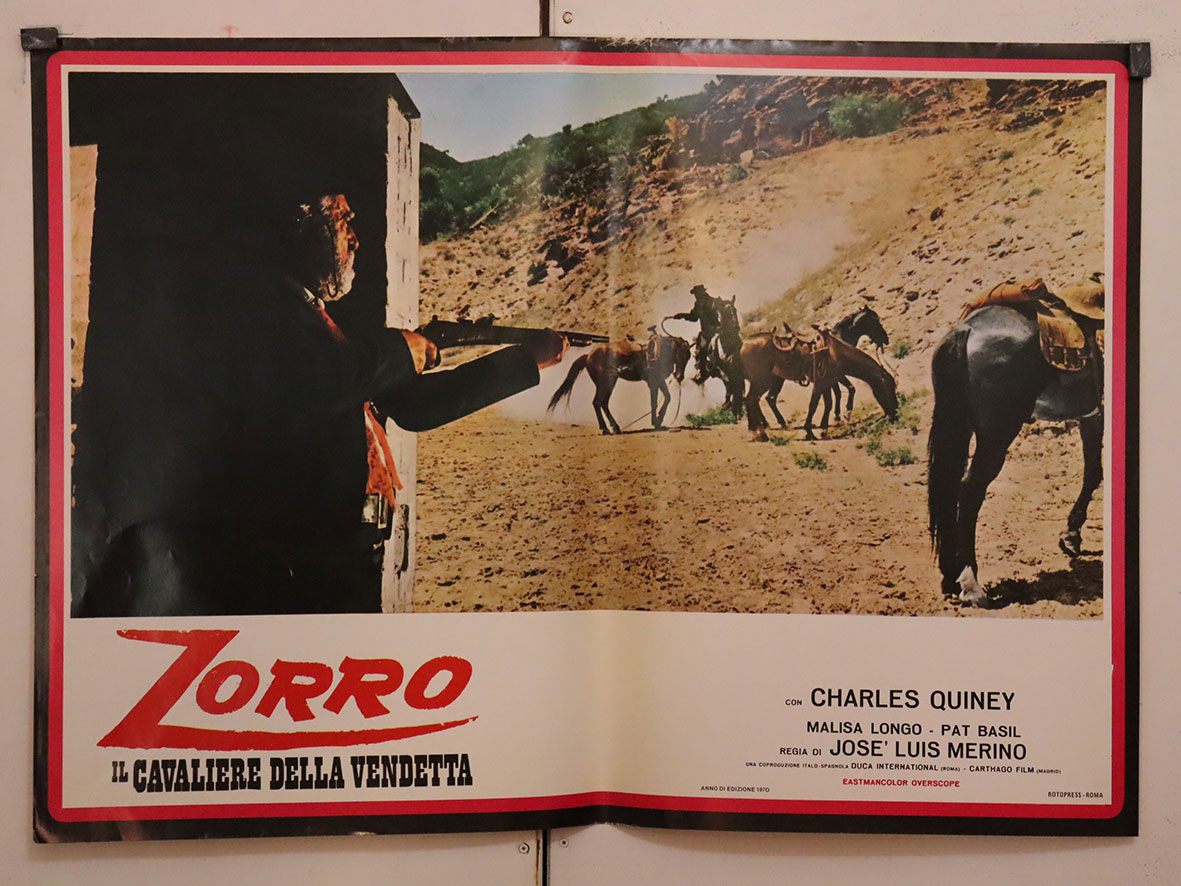 ZORRO
IL CAVALIERE DELLA VENDETTA
CON CHARLES QUINEY
MALISA LONGO - PAT BASIL
REGIA DI JOSE' LUIS MERINO
UNA COPRODUZIONE ITALO-SPAGNOLA DUCA INTERNATIONAL (ROMA) - CARTHAGO FILM (MADRID)
EASTMANCOLOR OVERSCOPE
ANNO DI EDIZIONE 1970
ROTOPRESS-ROMA